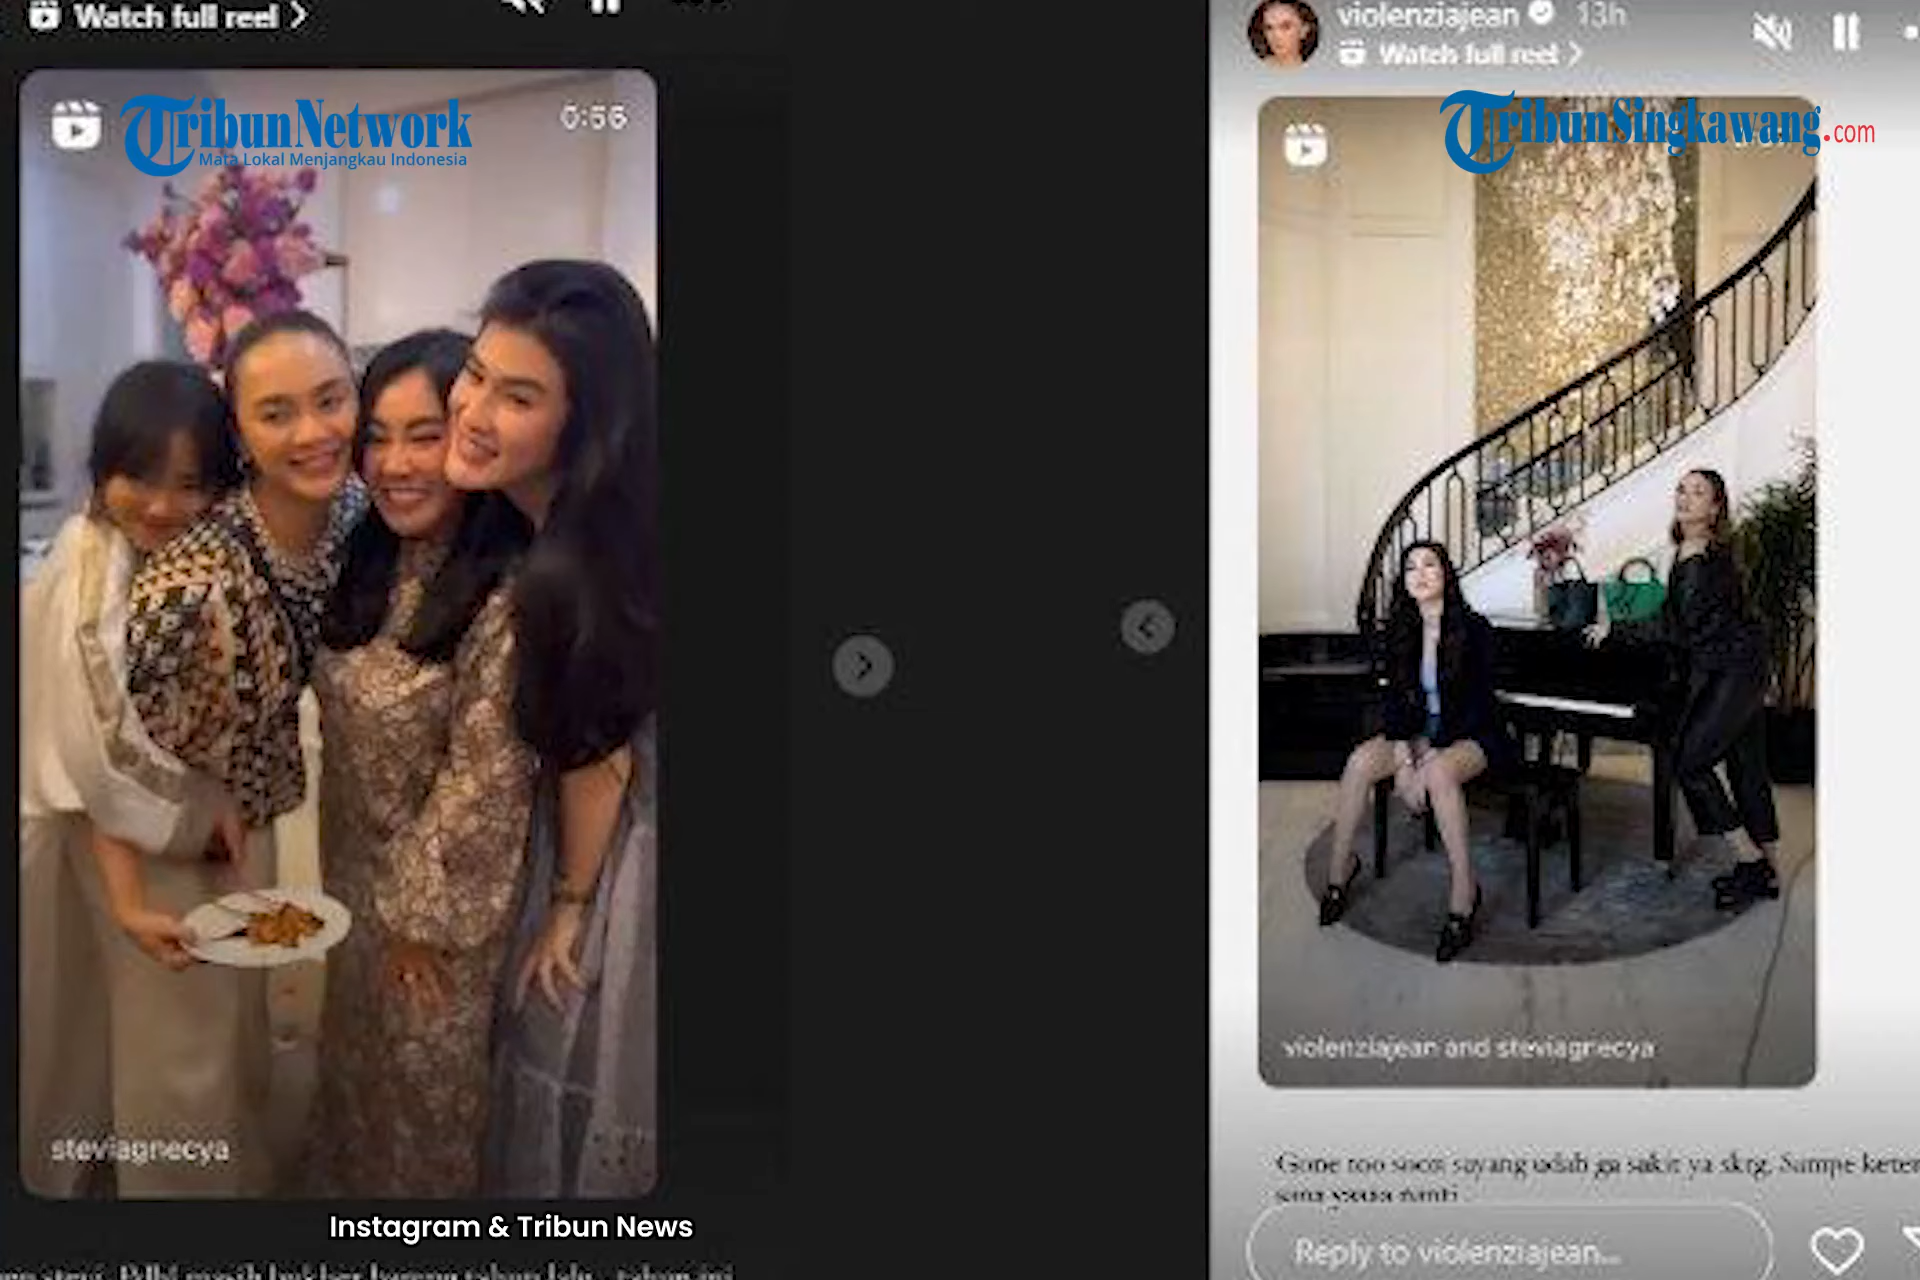 Watch full reel
TribunNetwork
Mata Lokal Menjangkau Indonesia
0:56
steviagnecya
Instagram & Tribun News
violenziajean 13h
Watch full reel
TribunSingkawang.com
violenziajean and steviagnecya
Gone too soon sayang udah ga sakit ya skrg. Sampe
Reply to violenziajean...